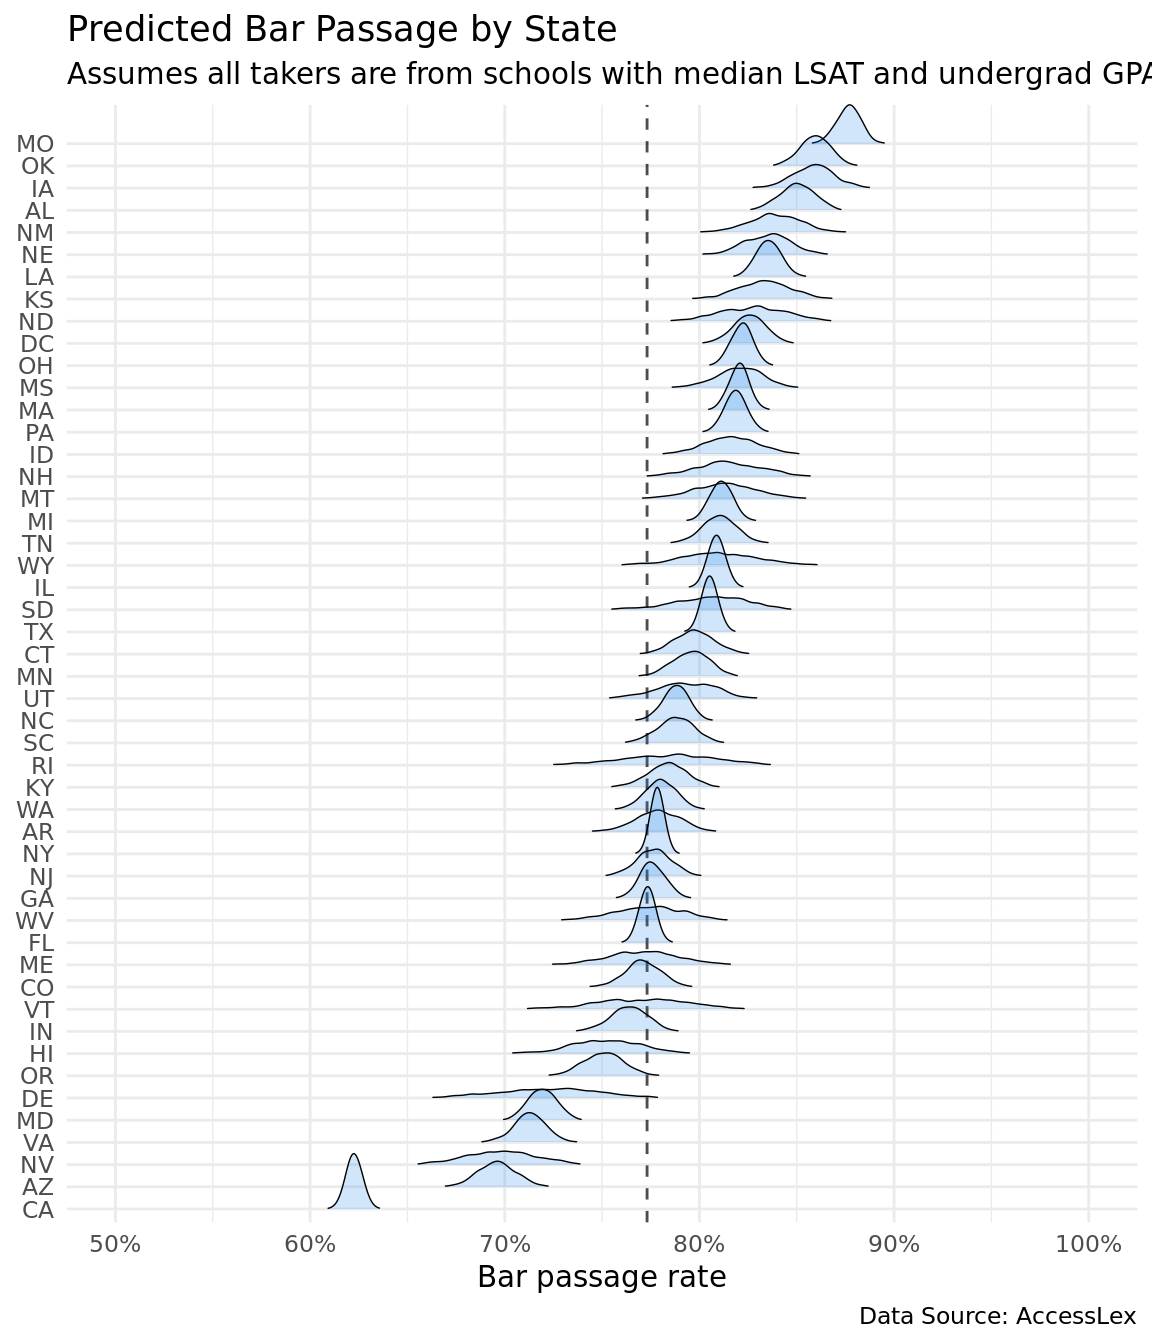 Predicted Bar Passage by State
Assumes all takers are from schools with median LSAT and undergrad GPA
MO
OK
IA
AL
NM
NE
LA
KS
ND
DC
OH
MS
MA
PA
ID
NH
MT
MI
TN
WY
IL
SD
TX
CT
MN
UT
NC
SC
RI
KY
WA
AR
NY
NJ
GA
WV
FL
ME
CO
VT
IN
HI
OR
DE
MD
VA
NV
AZ
CA
50% 60% 70% 80% 90% 100%
Bar passage rate
Data Source: AccessLex